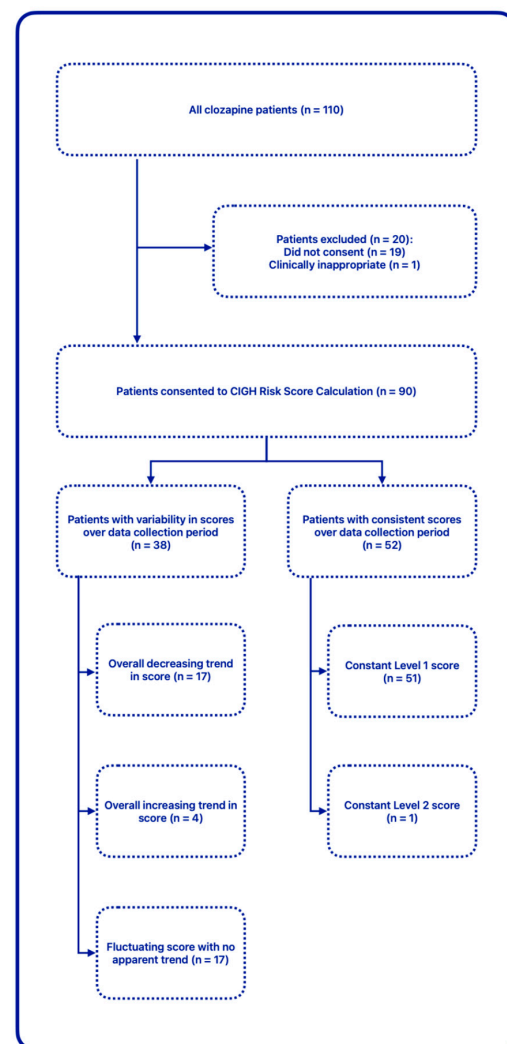 All clozapine patients (n = 110)
Patients excluded (n = 20):
Did not consent (n = 19)
Clinically inappropriate (n = 1)
Patients consented to CIGH Risk Score Calculation (n = 90)
Patients with variability in scores
over data collection period
(n = 38)
Patients with consistent scores
over data collection period
(n = 52)
Overall decreasing trend
in score (n = 17)
Constant Level 1 score
(n = 51)
Overall increasing trend in
score (n = 4)
Constant Level 2 score
(n = 1)
Fluctuating score with no
apparent trend (n = 17)